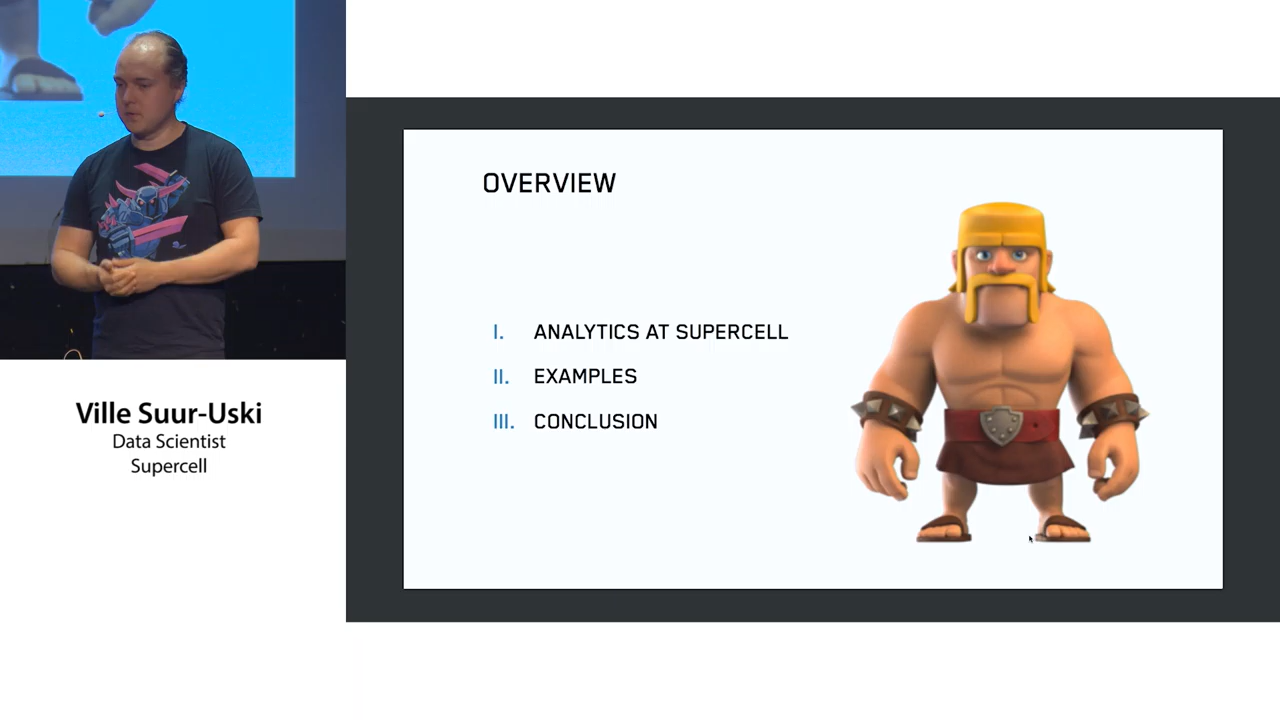 Ville Suur-Uski
Data Scientist
Supercell
OVERVIEW
I. ANALYTICS AT SUPERCELL
II. EXAMPLES
III. CONCLUSION